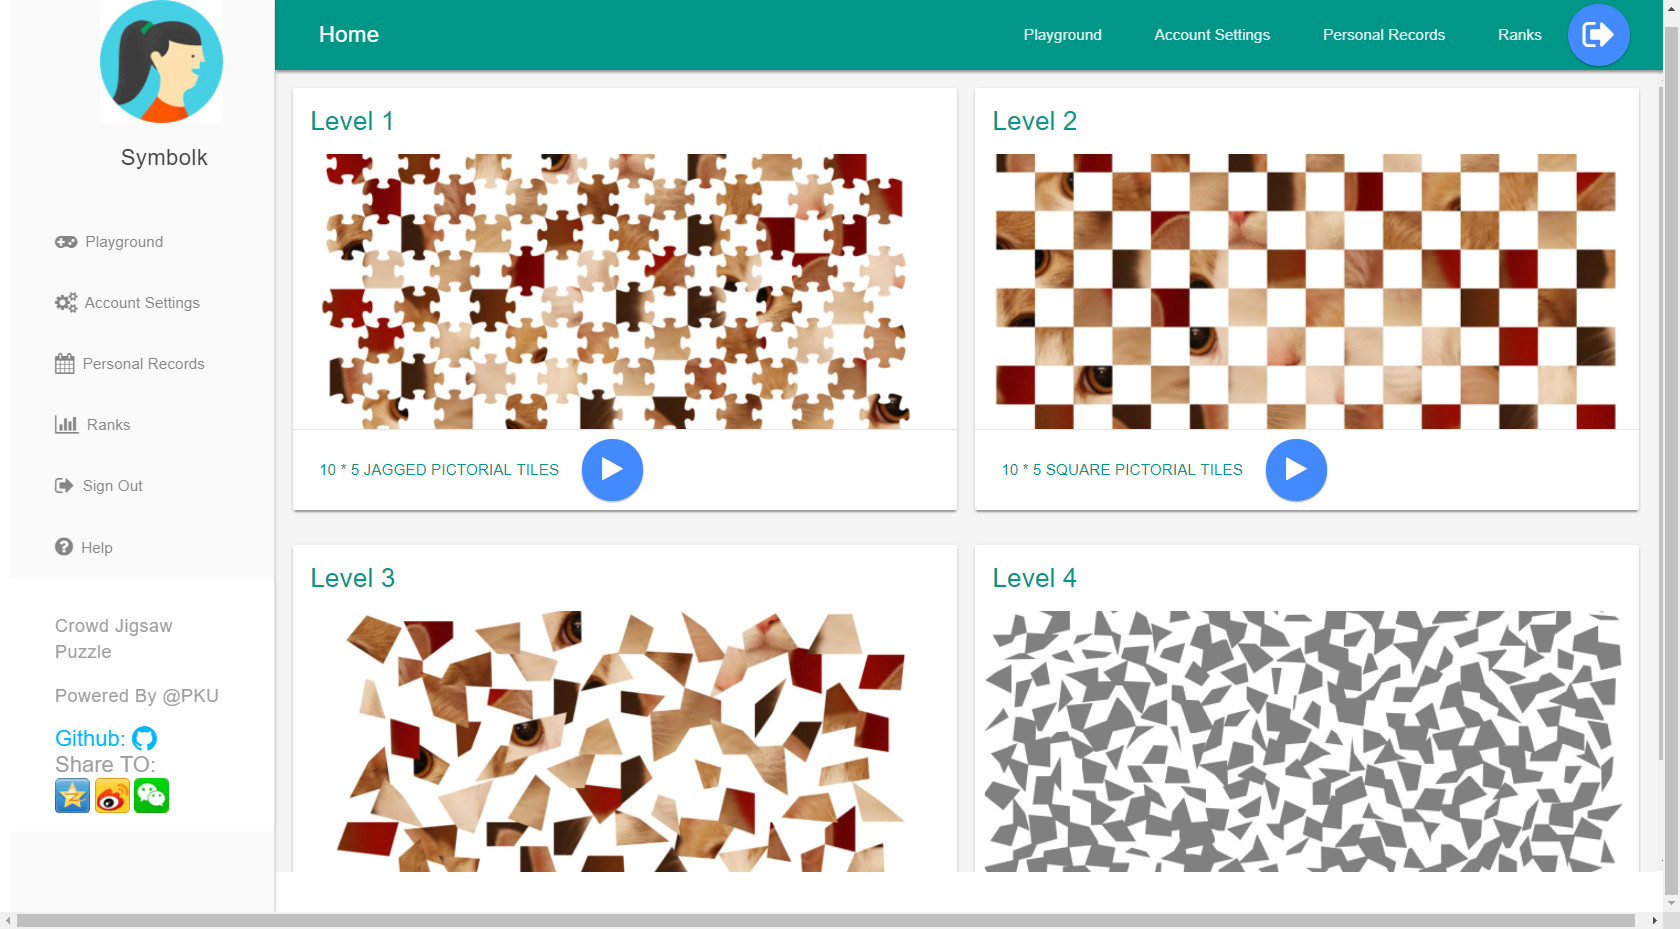 Home
Playground
Account Settings
Personal Records
Ranks
Symbolk
Playground
Account Settings
Personal Records
Ranks
Sign Out
Help
Crowd Jigsaw
Puzzle
Powered By @PKU
Github:
Share TO:
Level 1
10 * 5 JAGGED PICTORIAL TILES
Level 2
10 * 5 SQUARE PICTORIAL TILES
Level 3
Level 4